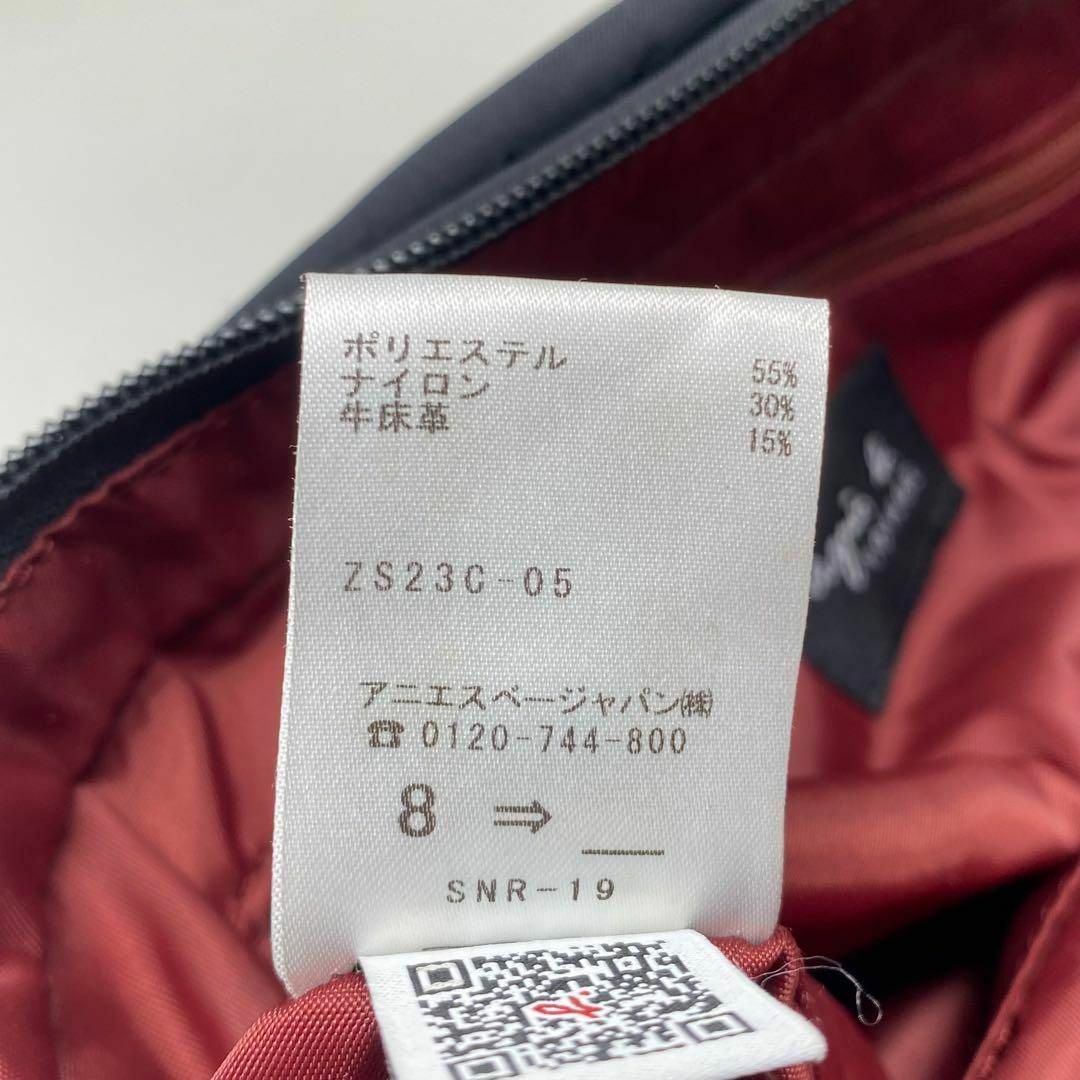 ポリエステル 55%
ナイロン 30%
牛床革 15%
ZS23C-05
アニエスベージャパン㈱
☎ 0120-744-800
8 ⇒ __
SNR-19
b